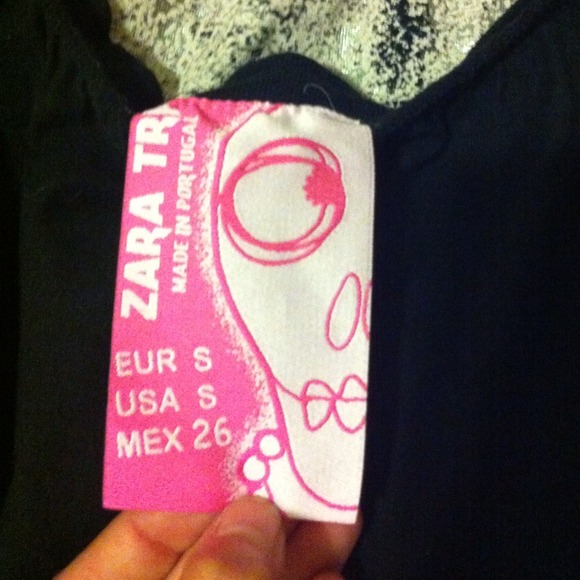 ZARA TR
MADE IN PORTUGAL
EUR S
USA S
MEX 26